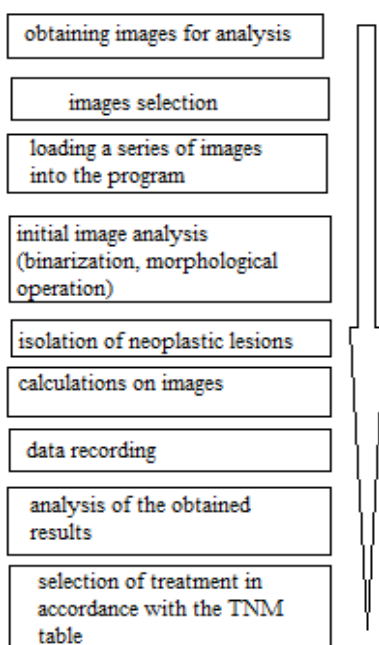 obtaining images for analysis
images selection
loading a series of images
into the program
initial image analysis
(binarization, morphological
operation)
isolation of neoplastic lesions
calculations on images
data recording
analysis of the obtained
results
selection of treatment in
accordance with the TNM
table